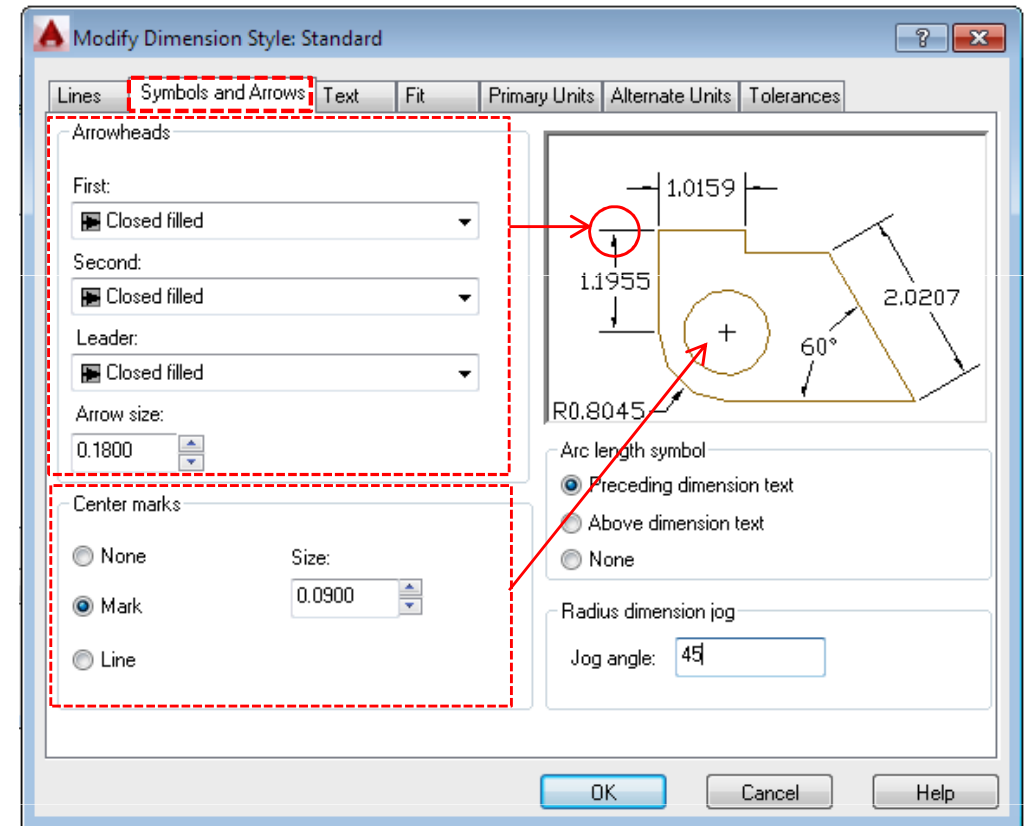 Modify Dimension Style: Standard
?
Lines Symbols and Arrows Text Fit Primary Units Alternate Units Tolerances
Arrowheads
First:
Closed filled
Second:
Closed filled
Leader:
Closed filled
Arrow size:
0.1800
Center marks
None
Mark
Line
Size:
0.0900
1.0159
1.1955
2.0207
60°
R0.8045
Arc length symbol
Preceding dimension text
Above dimension text
None
Radius dimension jog
Jog angle: 45
OK Cancel Help